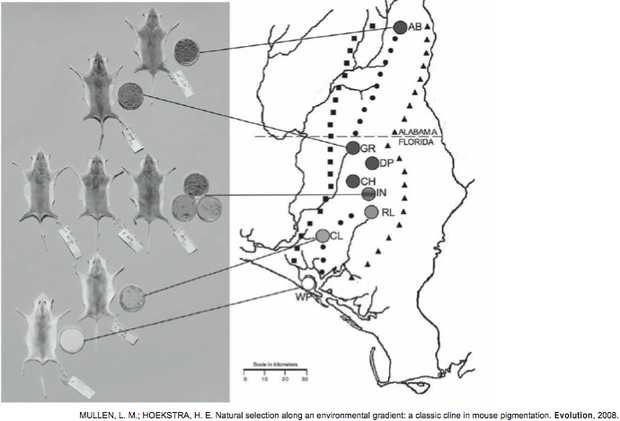 AB
ALABAMA
FLORIDA
GR
DP
CH
IN
RL
CL
WP
Scale in kilometers
0 10 20 30
MULLEN, L. M.; HOEKSTRA, H. E. Natural selection along an environmental gradient: a classic cline in mouse pigmentation. Evolution, 2008.